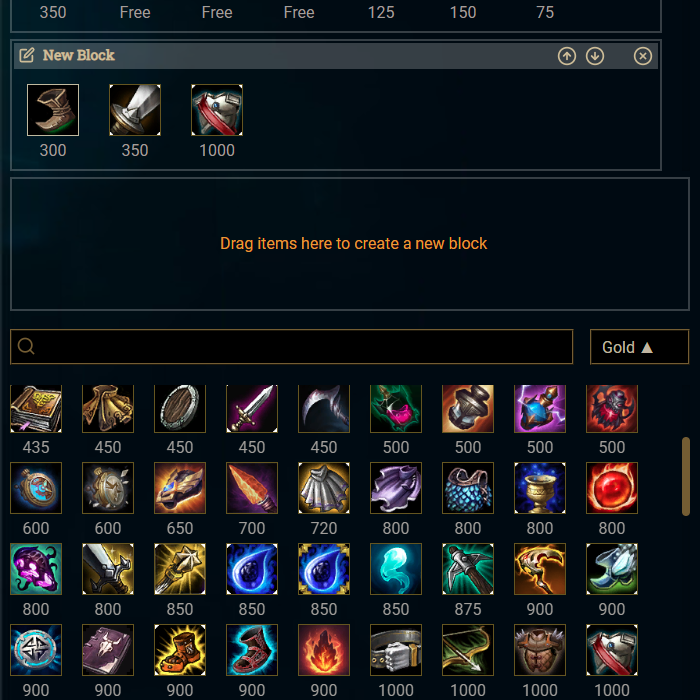 350 Free Free Free 125 150 75
New Block
300 350 1000
Drag items here to create a new block
Gold ▲
435 450 450 450 450 500 500 500 500
600 600 650 700 720 800 800 800 800
800 800 850 850 850 850 875 900 900
900 900 900 900 900 1000 1000 1000 1000